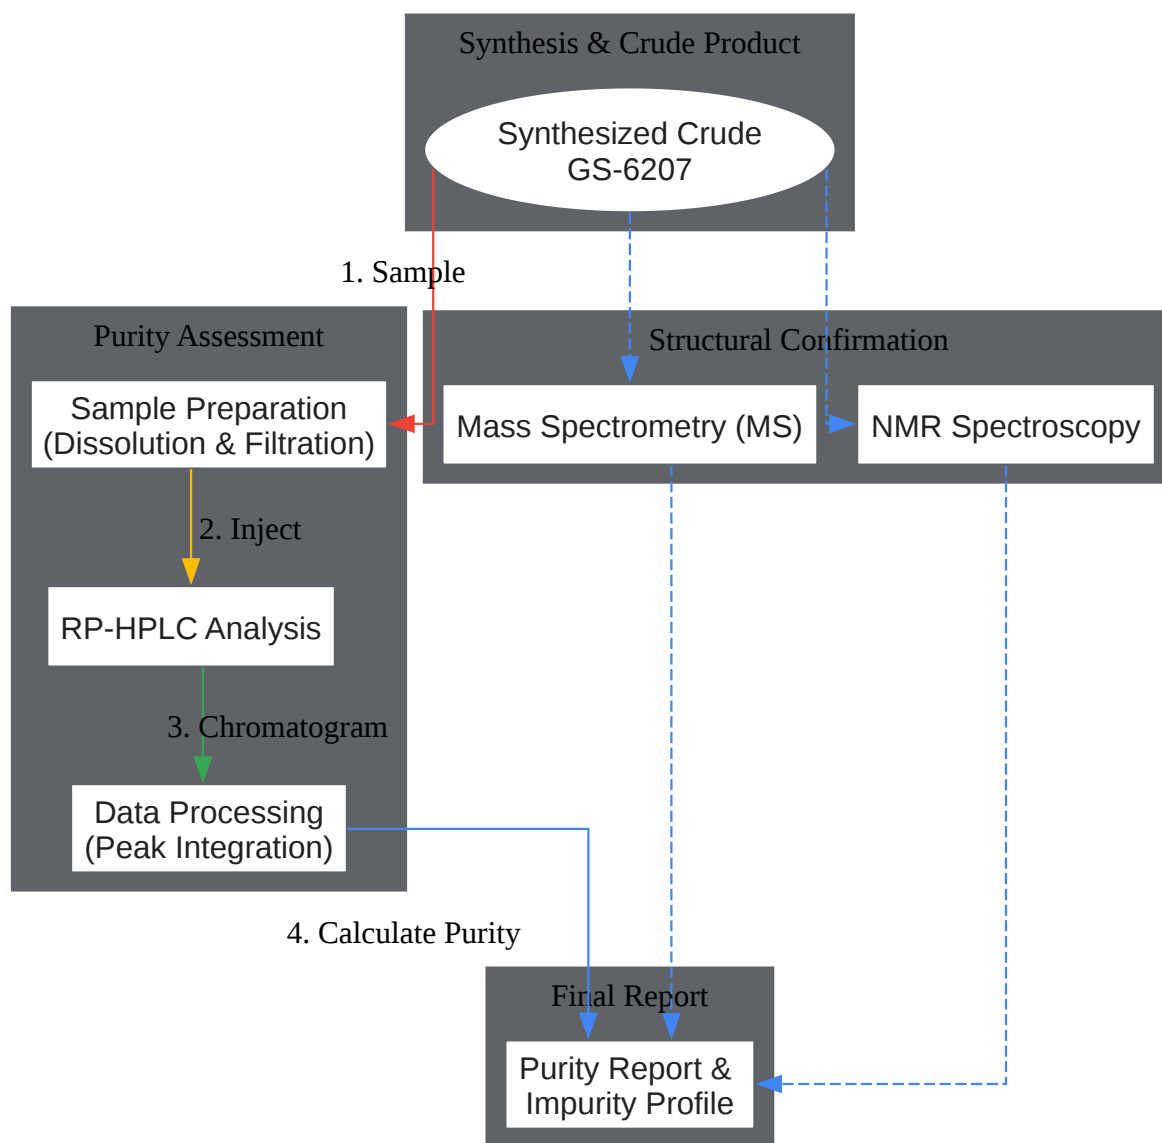 Synthesis & Crude Product
Synthesized Crude
GS-6207
1. Sample
Purity Assessment
Structural Confirmation
Sample Preparation
(Dissolution & Filtration)
Mass Spectrometry (MS)
NMR Spectroscopy
2. Inject
RP-HPLC Analysis
3. Chromatogram
Data Processing
(Peak Integration)
4. Calculate Purity
Final Report
Purity Report &
Impurity Profile